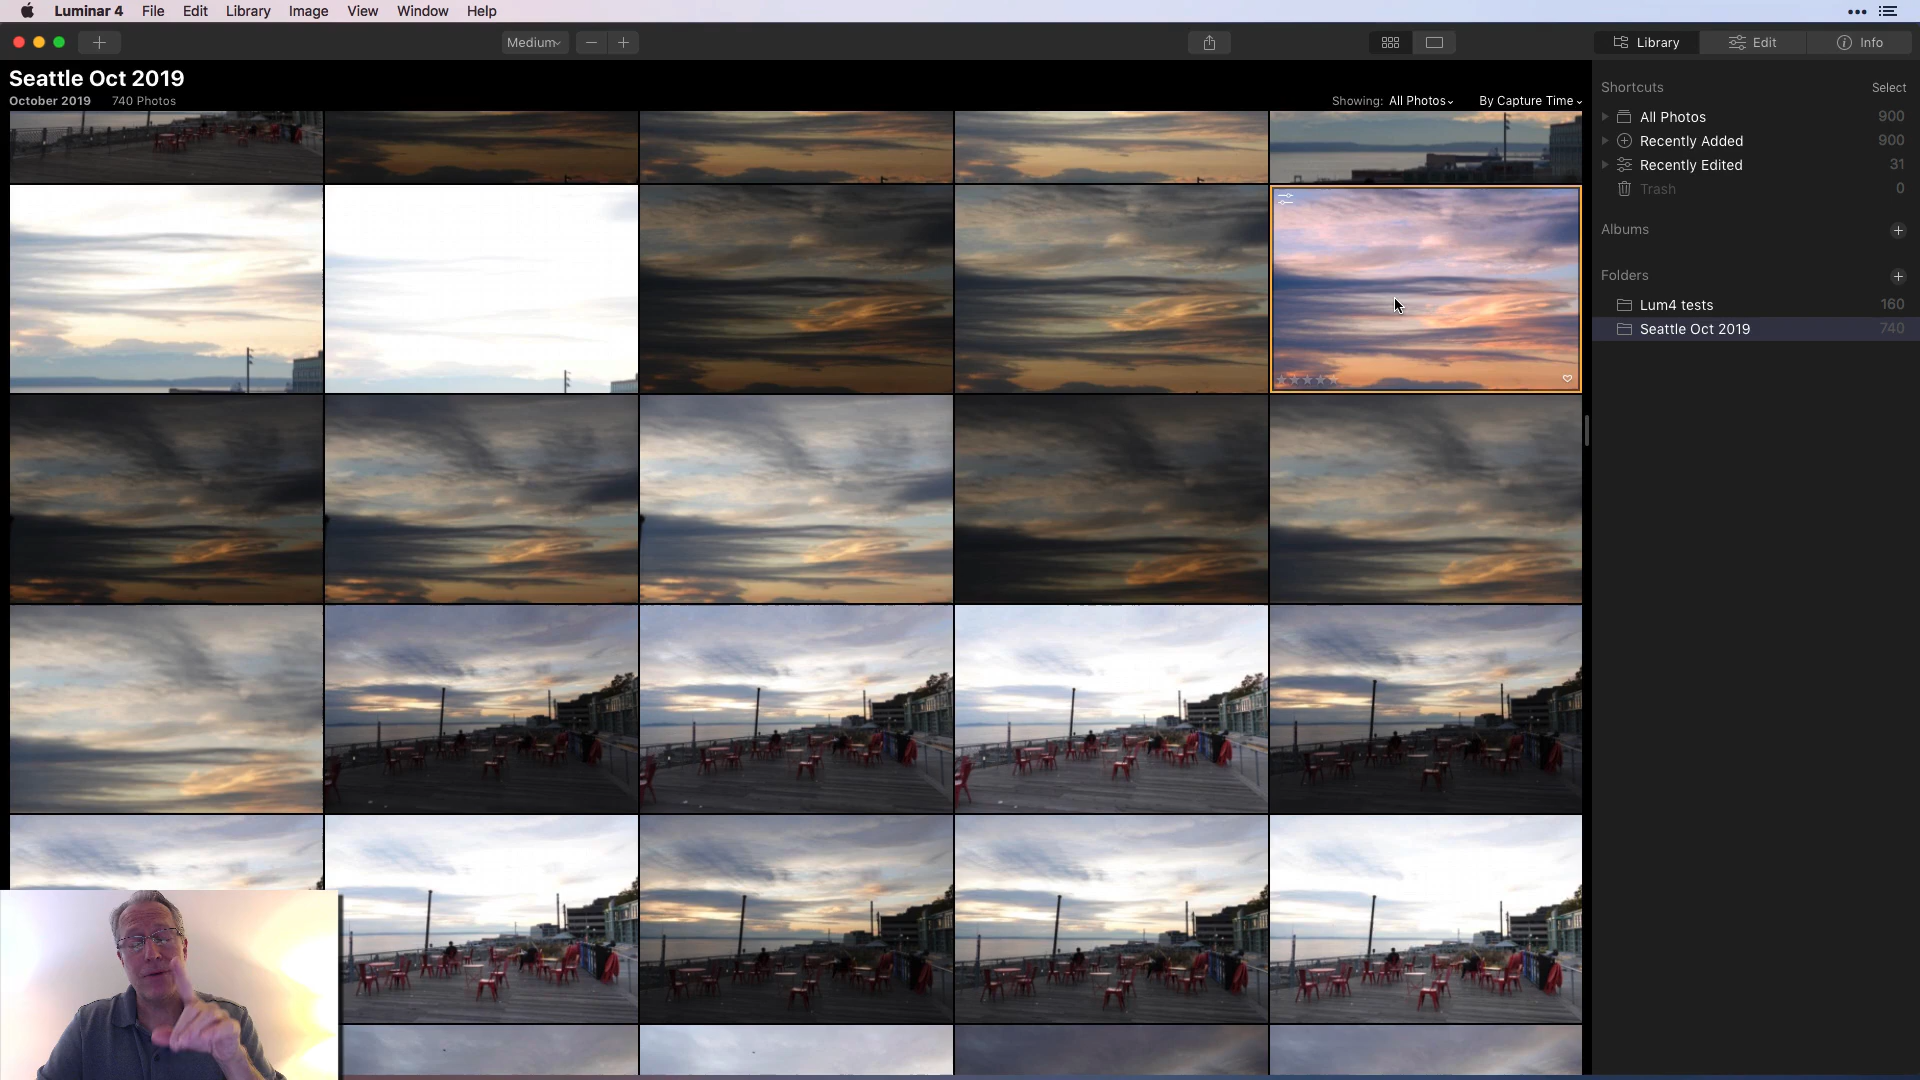 Luminar 4 File Edit Library Image View Window Help
Medium Library Edit Info
Seattle Oct 2019
October 2019 740 Photos Showing: All Photos By Capture Time
Shortcuts Select
All Photos 900
Recently Added 900
Recently Edited 31
Trash 0
Albums
Folders
Lum4 tests 160
Seattle Oct 2019 740